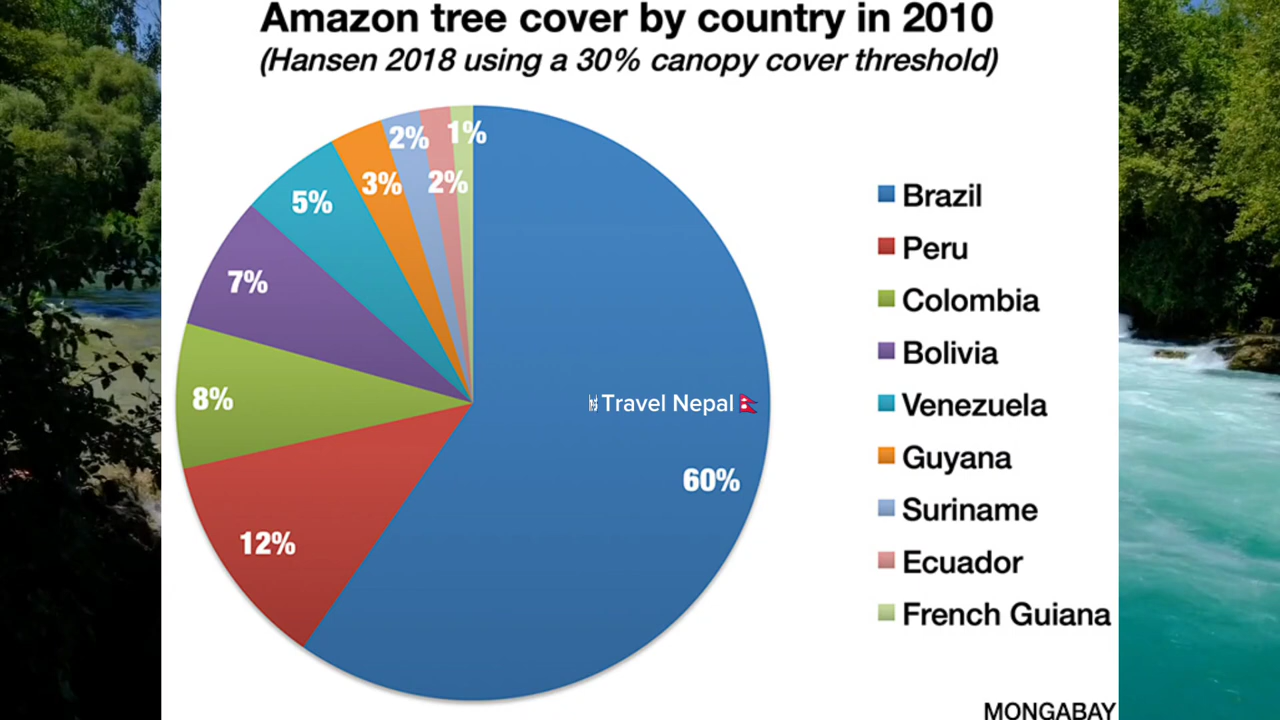 Amazon tree cover by country in 2010
(Hansen 2018 using a 30% canopy cover threshold)
1%
2%
2%
3%
5%
7%
8%
12%
60%
Travel Nepal 🇳🇵
Brazil
Peru
Colombia
Bolivia
Venezuela
Guyana
Suriname
Ecuador
French Guiana
MONGABAY